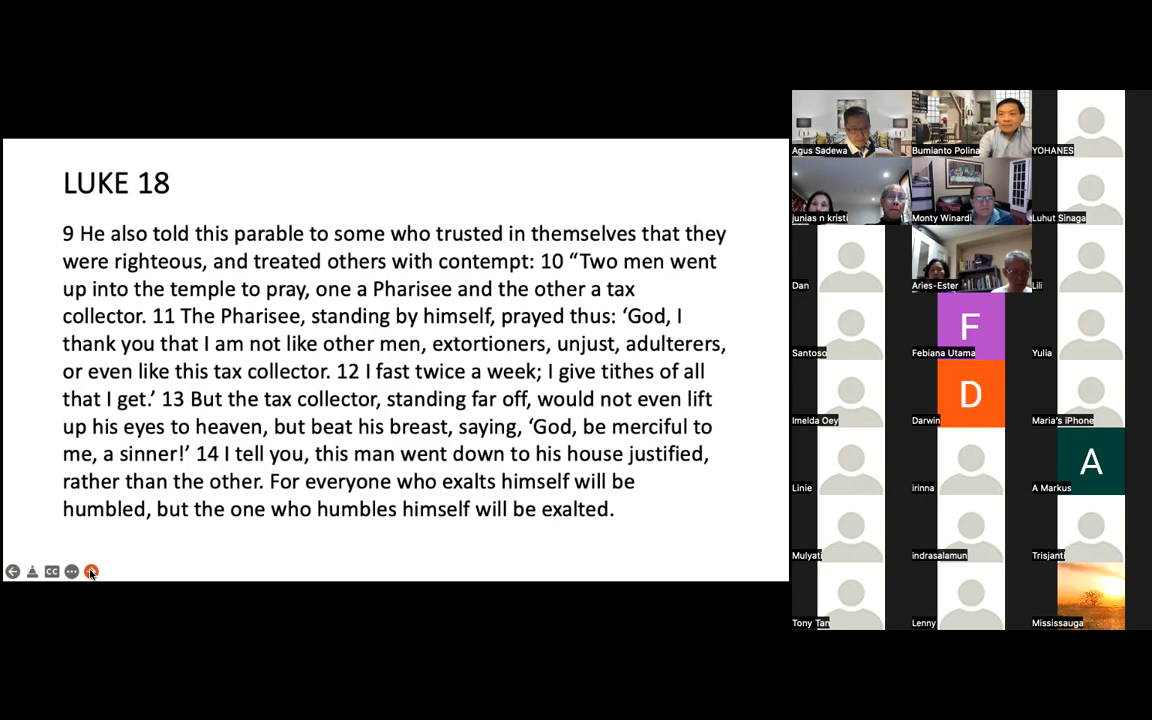 LUKE 18
9 He also told this parable to some who trusted in themselves that they
were righteous, and treated others with contempt: 10 “Two men went
up into the temple to pray, one a Pharisee and the other a tax
collector. 11 The Pharisee, standing by himself, prayed thus: ‘God, I
thank you that I am not like other men, extortioners, unjust, adulterers,
or even like this tax collector. 12 I fast twice a week; I give tithes of all
that I get.’ 13 But the tax collector, standing far off, would not even lift
up his eyes to heaven, but beat his breast, saying, ‘God, be merciful to
me, a sinner!’ 14 I tell you, this man went down to his house justified,
rather than the other. For everyone who exalts himself will be
humbled, but the one who humbles himself will be exalted.
CC
Agus Sadewa
Bumianto Polina
YOHANES
junias n kristi
Monty Winardi
Luhut Sinaga
Dan
Aries-Ester
Lili
Santoso
F
Febiana Utama
Yulia
Imelda Oey
D
Darwin
Maria's iPhone
Linie
irinna
A
A Markus
Mulyati
indrasalamun
Trisjanti
Tony Tan
Lenny
Mississauga